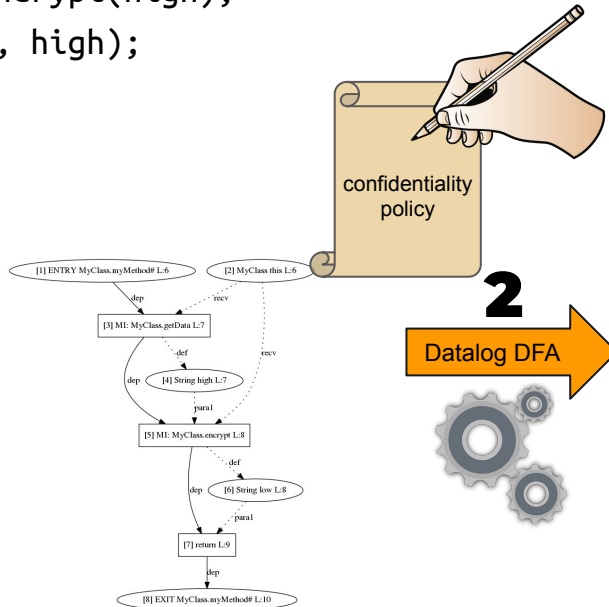 ncrypt(high);
, high);
confidentiality
policy
[1] ENTRY MyClass.myMethod# L:6
[2] MyClass this L:6
dep
recv
[3] MI: MyClass.getData L:7
def
recv
dep
[4] String high L:7
para1
[5] MI: MyClass.encrypt L:8
def
dep
[6] String low L:8
para1
[7] return L:9
dep
[8] EXIT MyClass.myMethod# L:10
2
Datalog DFA